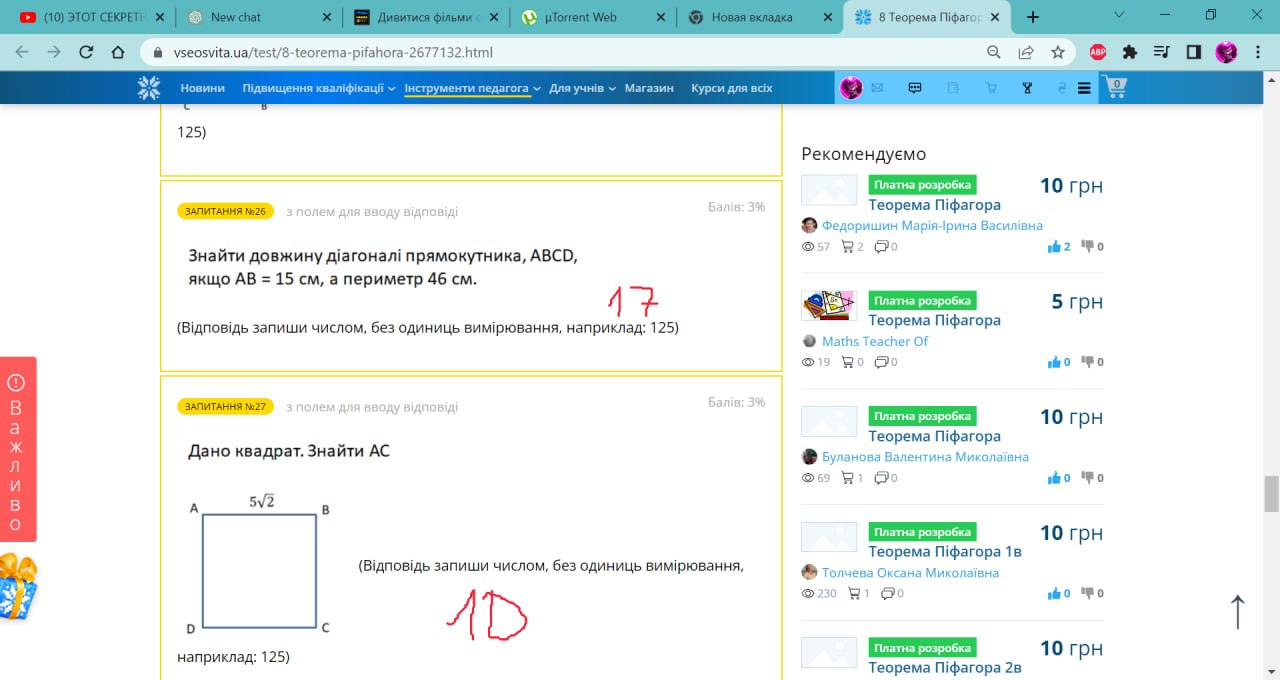 (10) ЭТОТ СЕКРЕТН
New chat
Дивитися фільми о
µTorrent Web
Новая вкладка
8 Теорема Піфагор
vseosvita.ua/test/8-teorema-pifahora-2677132.html
ABP
Новини
Підвищення кваліфікації
Інструменти педагога
Для учнів
Магазин
Курси для всіх
0
C B
125)
ЗАПИТАННЯ №26
з полем для вводу відповіді
Балів: 3%
Знайти довжину діагоналі прямокутника, ABCD,
якщо AB = 15 см, а периметр 46 см.
17
(Відповідь запиши числом, без одиниць вимірювання, наприклад: 125)
ЗАПИТАННЯ №27
з полем для вводу відповіді
Балів: 3%
Дано квадрат. Знайти AC
5√2
A B
D C
(Відповідь запиши числом, без одиниць вимірювання,
10
наприклад: 125)
Важливо
Рекомендуємо
Платна розробка
10 грн
Теорема Піфагора
Федоришин Марія-Ірина Василівна
57 2 0 2 0
Платна розробка
5 грн
Теорема Піфагора
Maths Teacher Of
19 0 0 0 0
Платна розробка
10 грн
Теорема Піфагора
Буланова Валентина Миколаївна
69 1 0 0 0
Платна розробка
10 грн
Теорема Піфагора 1в
Толчева Оксана Миколаївна
230 1 0 0 0
Платна розробка
10 грн
Теорема Піфагора 2в